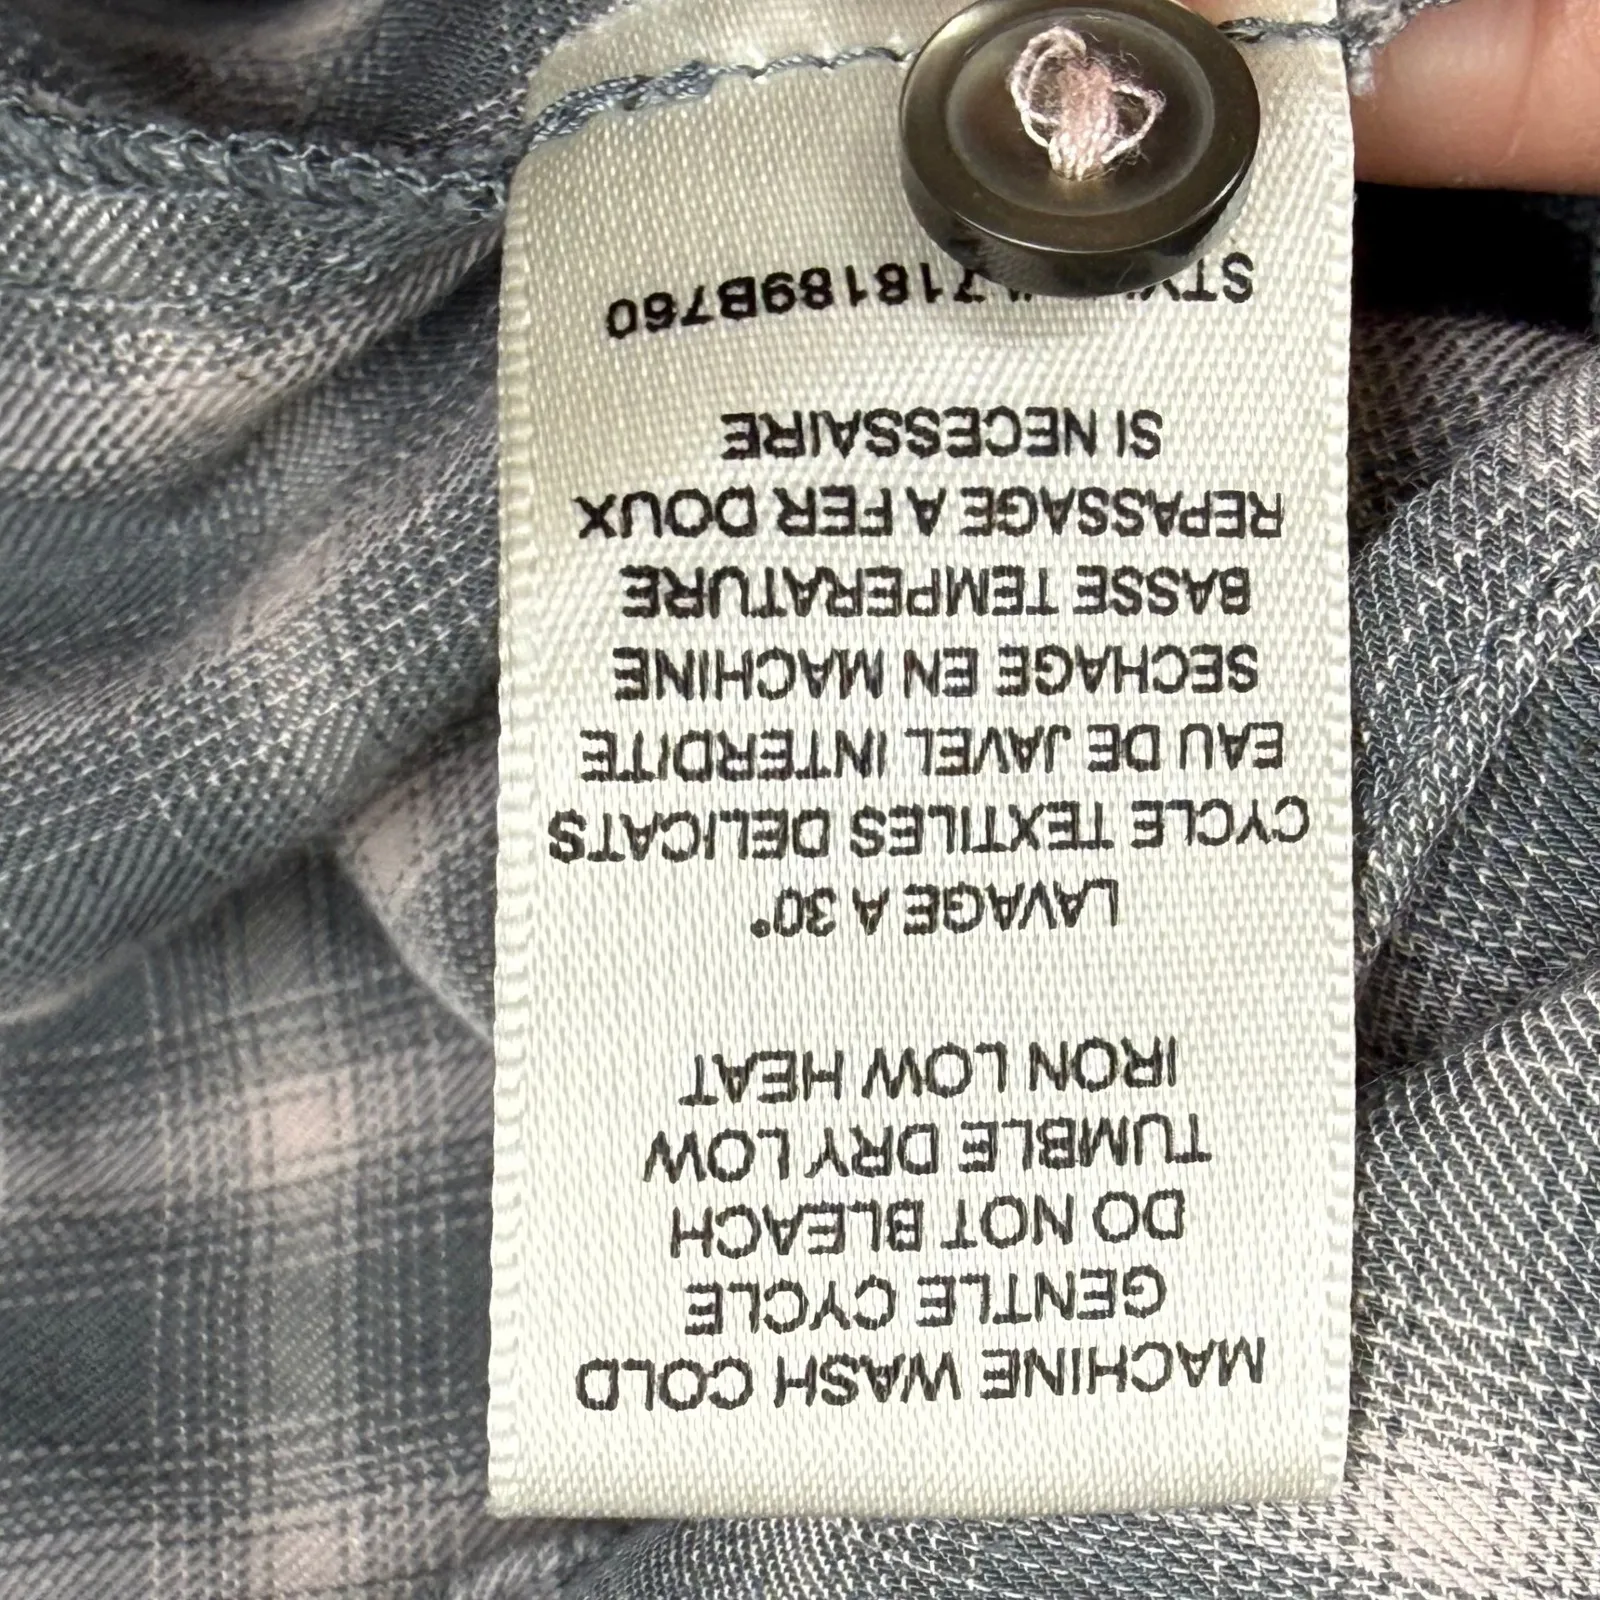 MACHINE WASH COLD
GENTLE CYCLE
DO NOT BLEACH
TUMBLE DRY LOW
IRON LOW HEAT
LAVAGE A 30°
CYCLE TEXTILES DELICATS
EAU DE JAVEL INTERDITE
SECHAGE EN MACHINE
BASSE TEMPERATURE
REPASSAGE A FER DOUX
SI NECESSAIRE